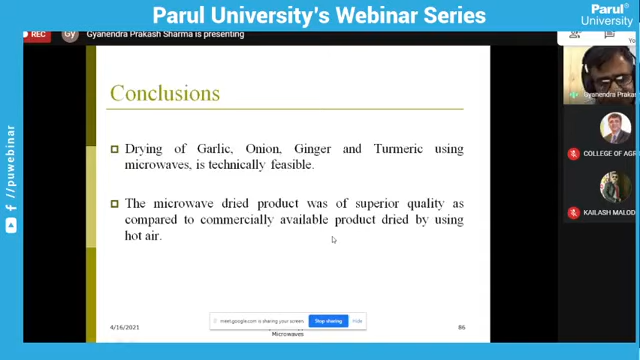 Parul University's Webinar Series
Parul®
University
REC
Gy
Gyanendra Prakash Sharma is presenting
Yo
Gyanendra Prakas
Conclusions
Drying of Garlic, Onion, Ginger and Turmeric using
microwaves, is technically feasible.
The microwave dried product was of superior quality as
compared to commercially available product dried by using
hot air.
COLLEGE OF AGR
KAILASH MALOD
meet.google.com is sharing your screen.
Stop sharing
Hide
4/16/2021
Microwaves
86
/puwebinar